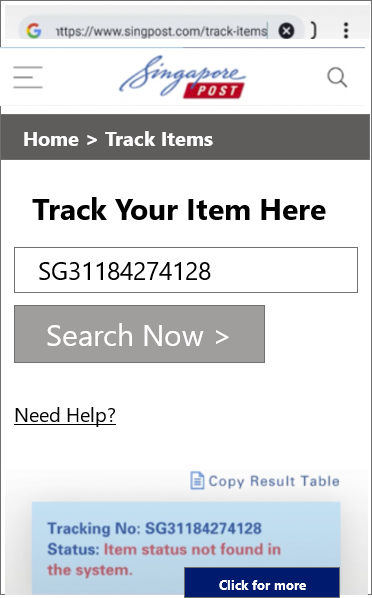 ttps://www.singpost.com/track-items
Singapore
POST
Home > Track Items
Track Your Item Here
SG31184274128
Search Now >
Need Help?
Copy Result Table
Tracking No: SG31184274128
Status: Item status not found in
the system.
Click for more